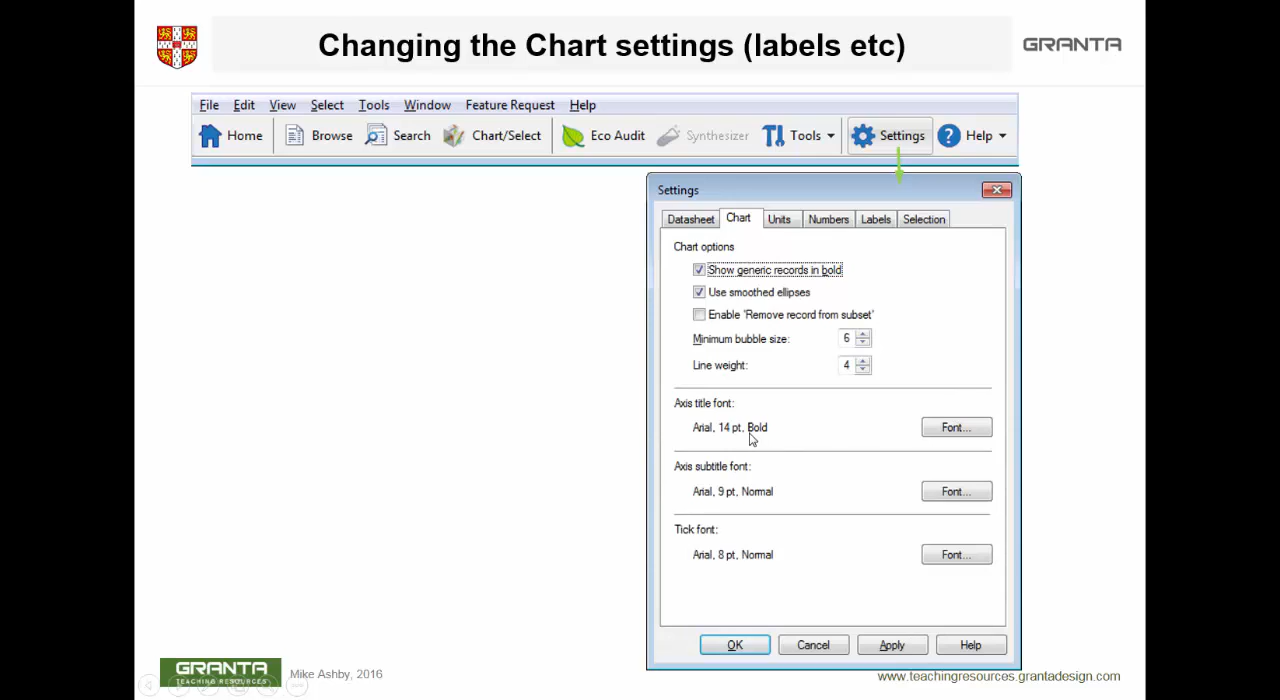 Changing the Chart settings (labels etc)
GRANTA
File Edit View Select Tools Window Feature Request Help
Home Browse Search Chart/Select Eco Audit Synthesizer Tools Settings ? Help
Settings
Datasheet Chart Units Numbers Labels Selection
Chart options
Show generic records in bold
Use smoothed ellipses
Enable 'Remove record from subset'
Minimum bubble size: 6
Line weight: 4
Axis title font:
Arial, 14 pt, Bold Font...
Axis subtitle font:
Arial, 9 pt, Normal Font...
Tick font:
Arial, 8 pt, Normal Font...
OK Cancel Apply Help
GRANTA
TEACHING RESOURCES
Mike Ashby, 2016
www.teachingresources.grantadesign.com